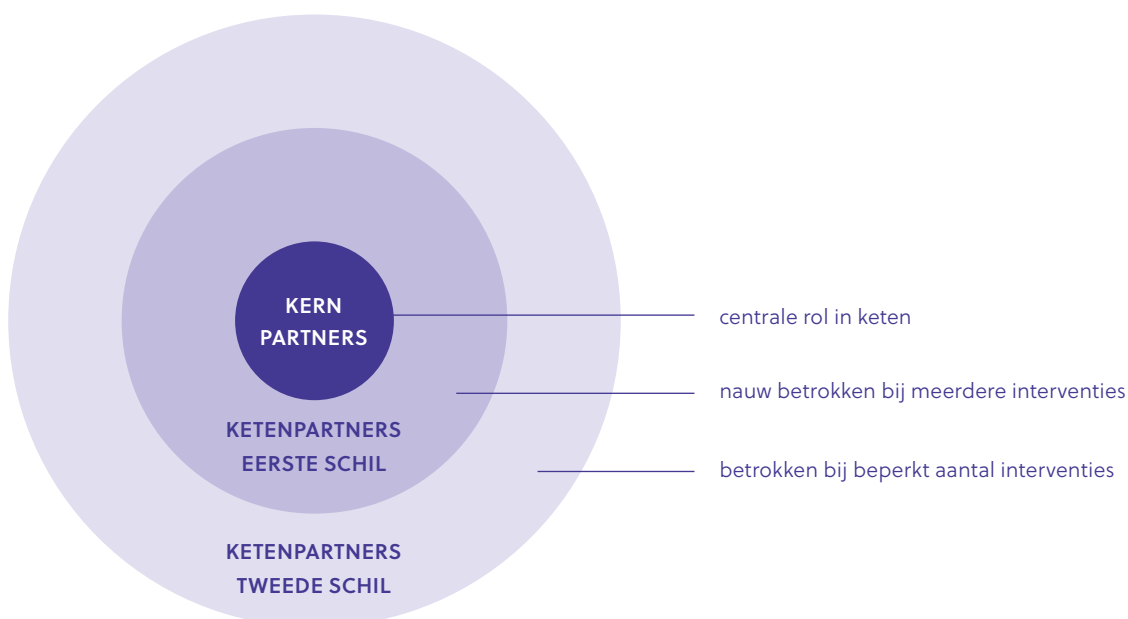 KERN
PARTNERS
centrale rol in keten
nauw betrokken bij meerdere interventies
KETENPARTNERS
EERSTE SCHIL
betrokken bij beperkt aantal interventies
KETENPARTNERS
TWEEDE SCHIL